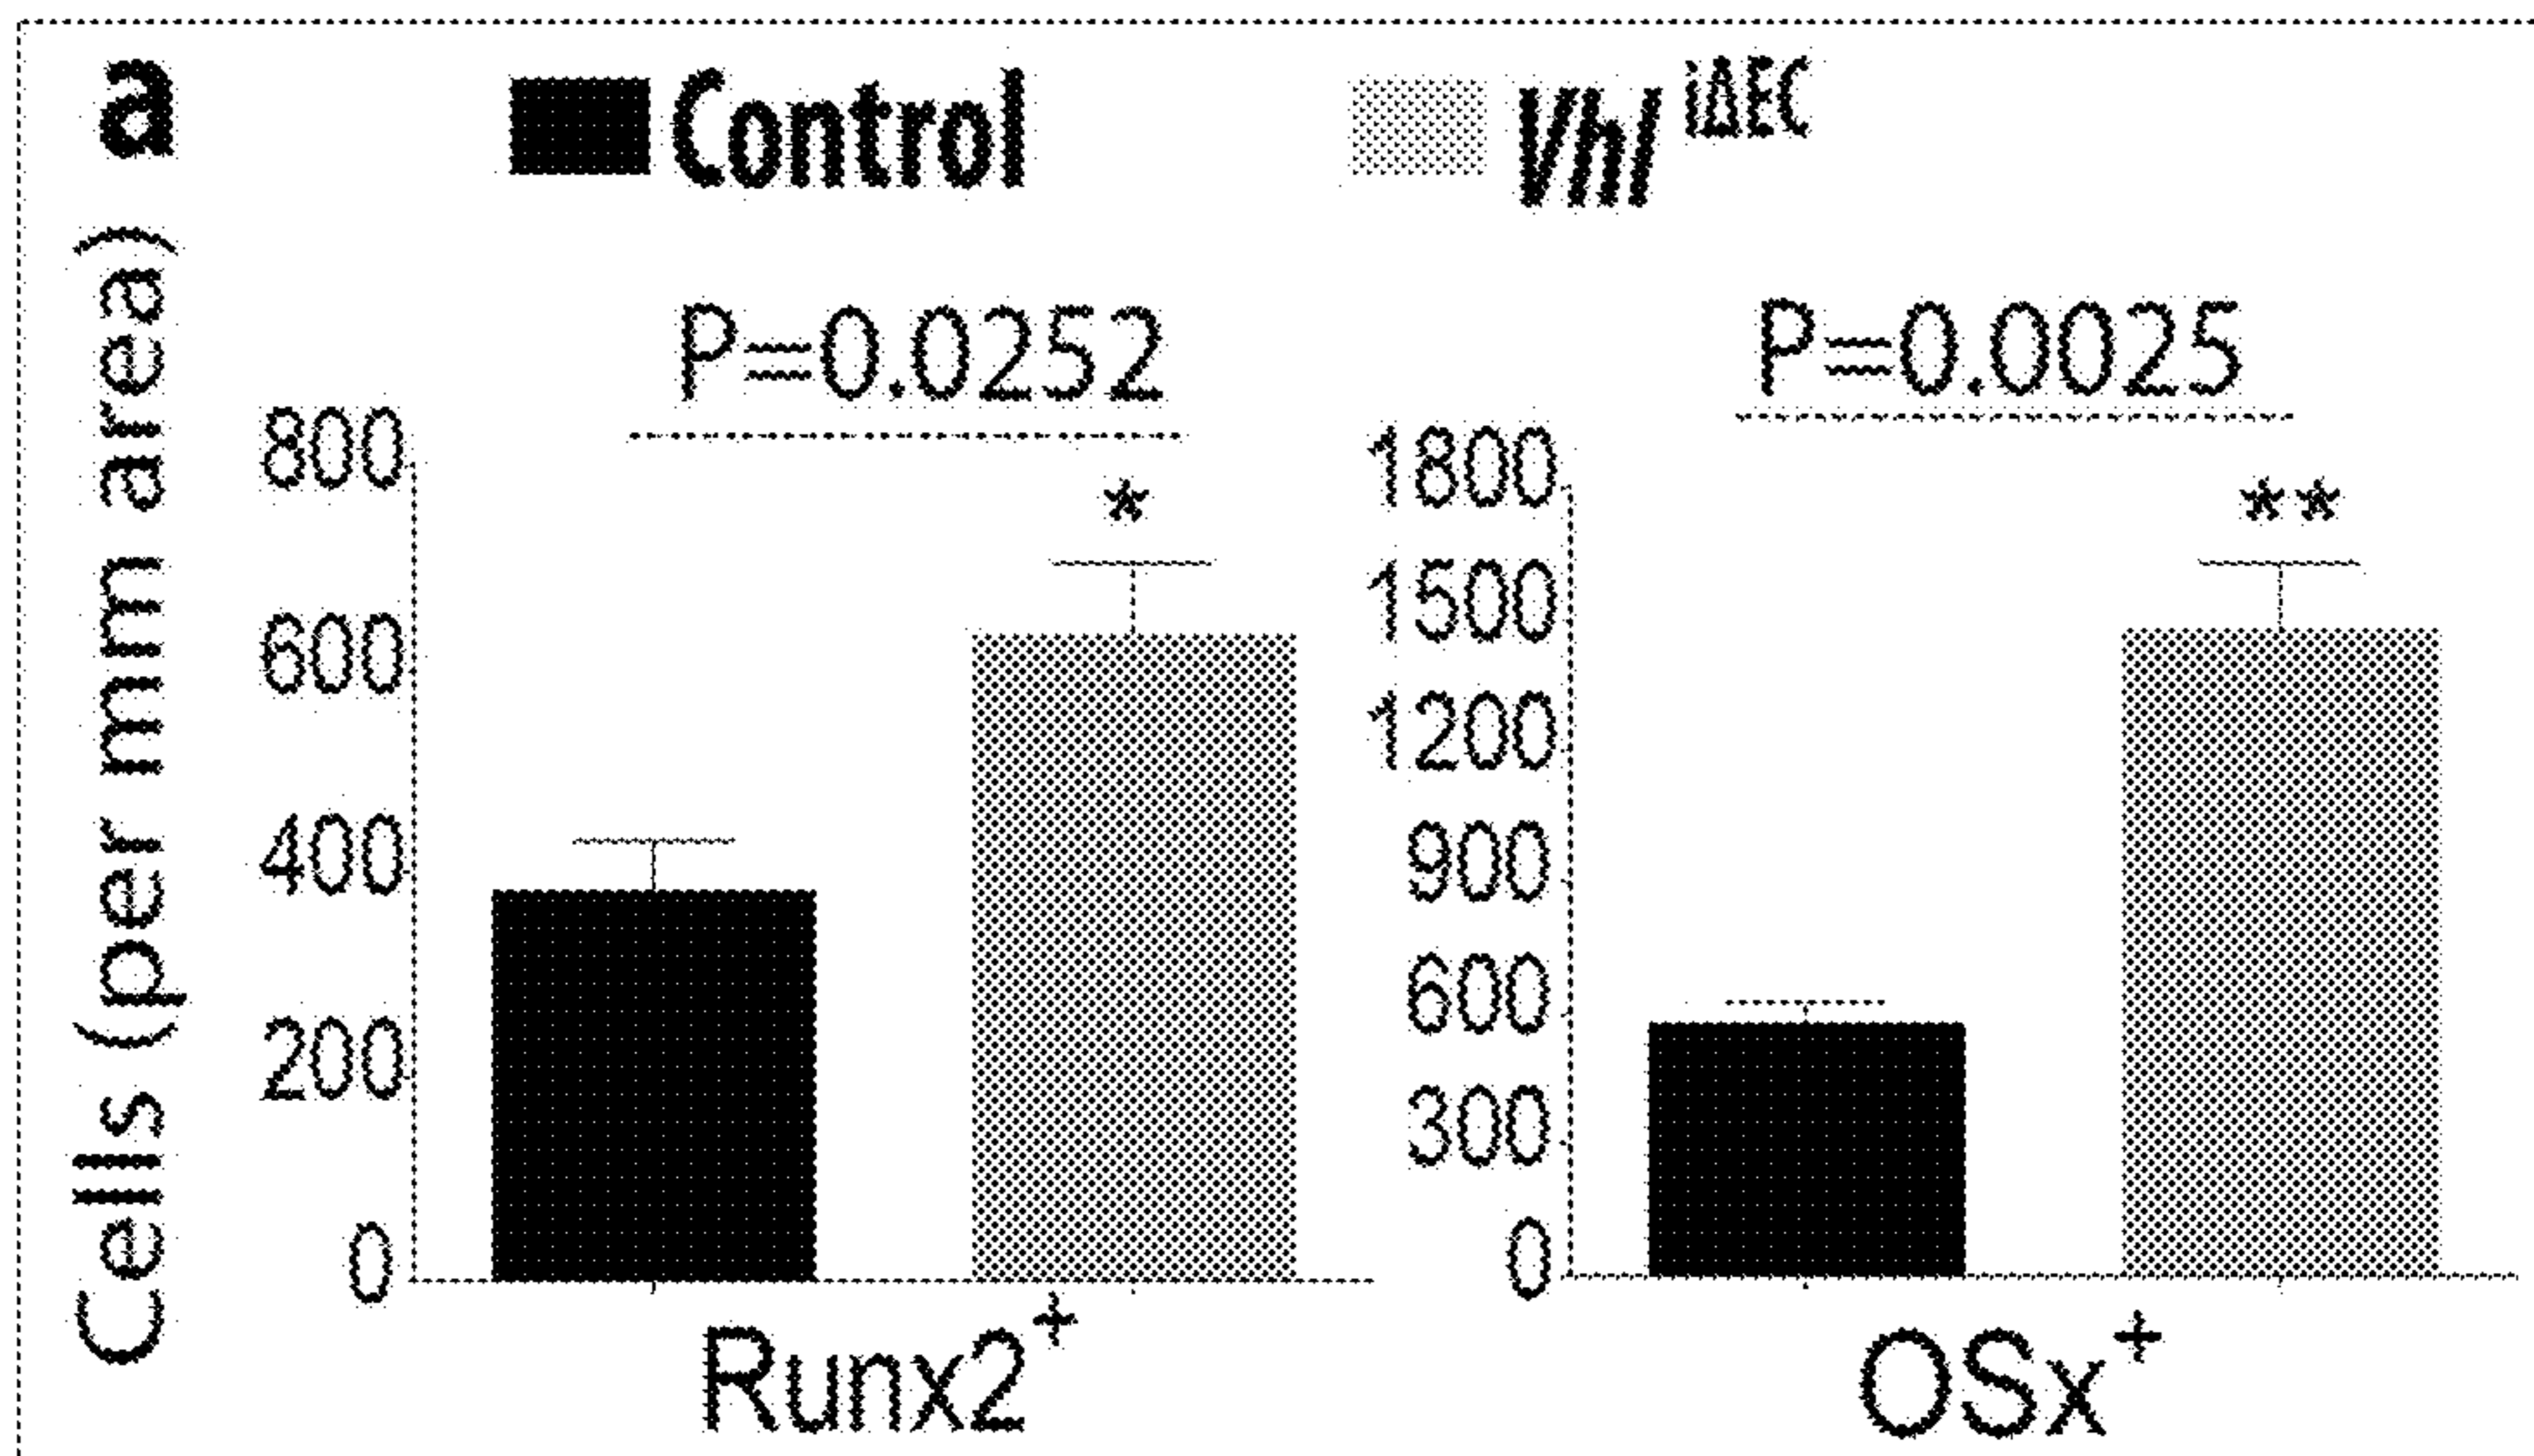 a
Control
Vhl iΔEC
Cells (per mm area)
P=0.0252
P=0.0025
800
600
400
200
0
*
1800
1500
1200
900
600
300
0
**
Runx2+
OSx+